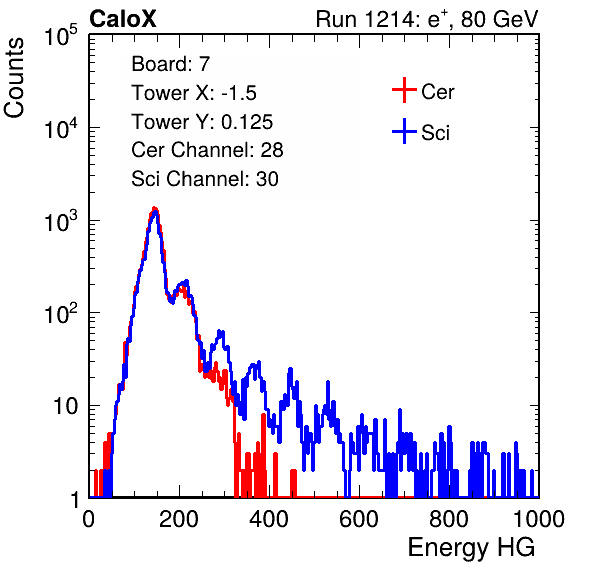 CaloX Run 1214: e⁺, 80 GeV
Counts
10⁵
10⁴
10³
10²
10
1
Board: 7
Tower X: -1.5
Tower Y: 0.125
Cer Channel: 28
Sci Channel: 30
Cer
Sci
0 200 400 600 800 1000
Energy HG